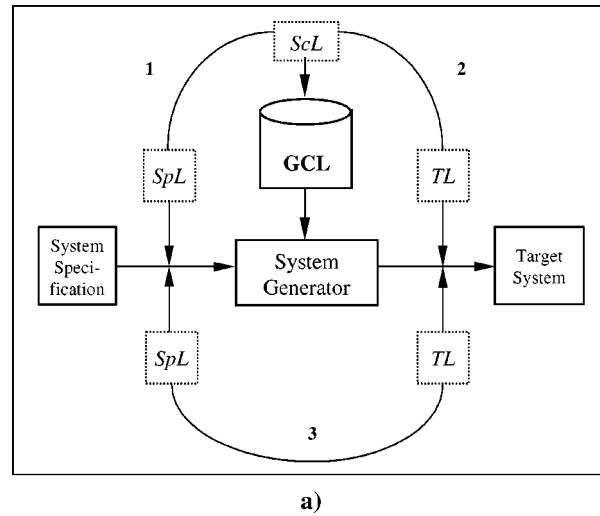 ScL
1
2
GCL
SpL
TL
System
Speci-
fication
System
Generator
Target
System
SpL
TL
3
a)